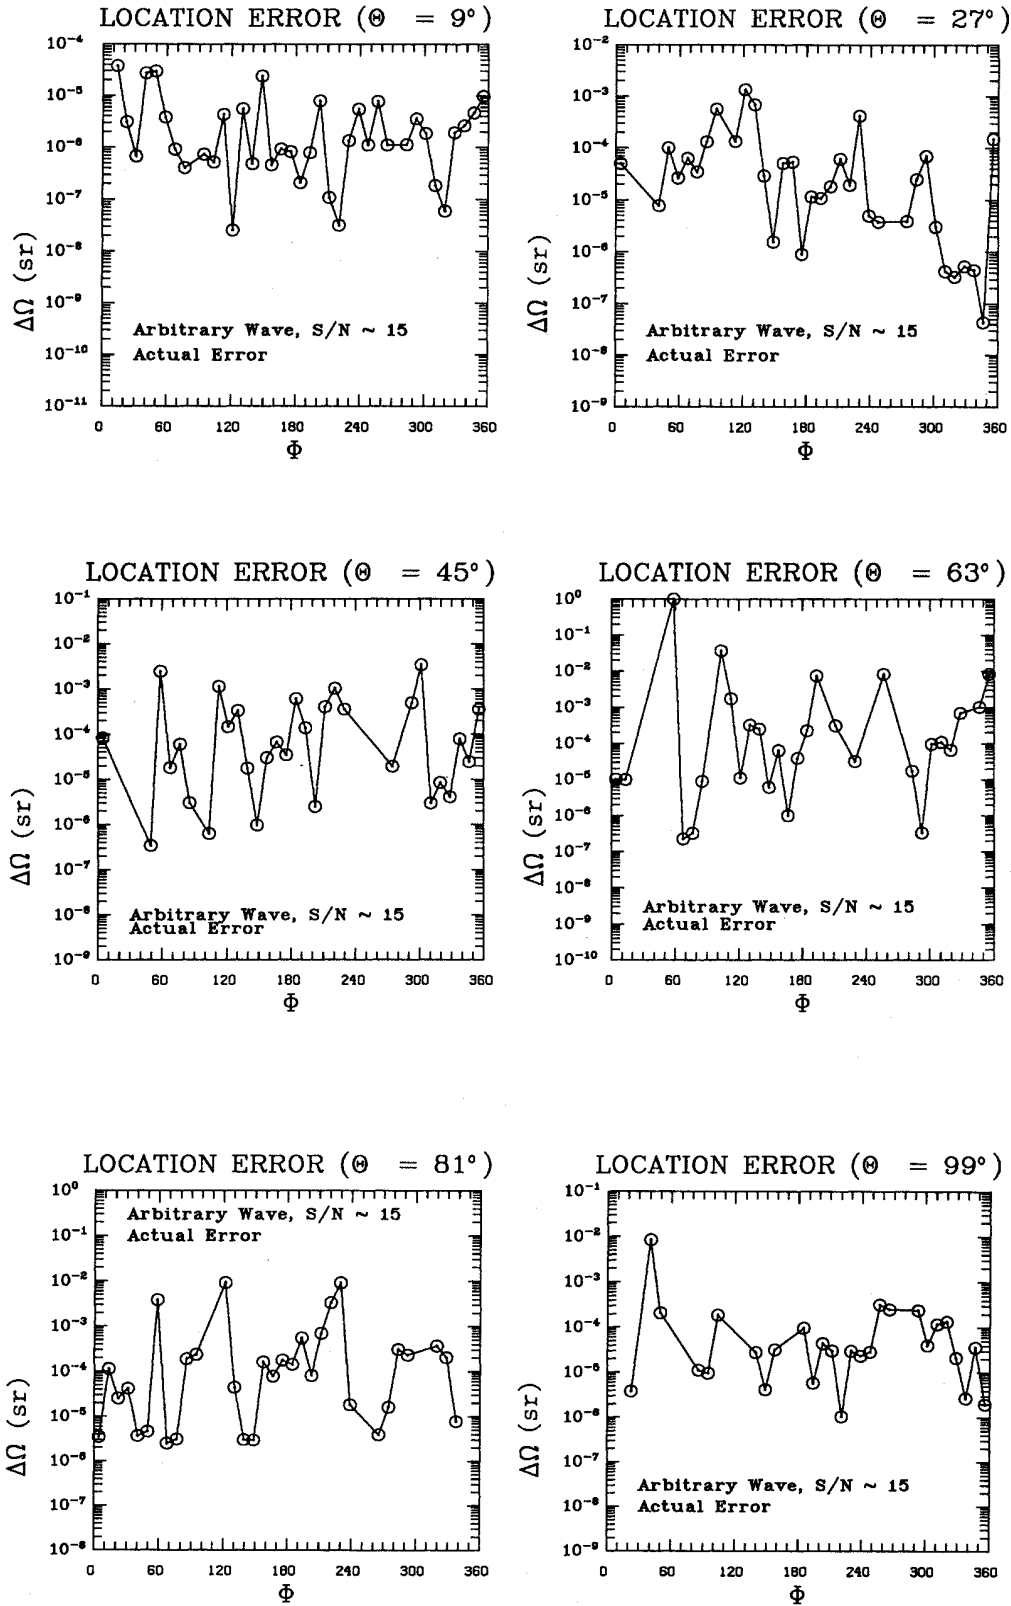 LOCATION ERROR (Θ = 9°)
10⁻⁴
10⁻⁵
10⁻⁶
10⁻⁷
10⁻⁸
10⁻⁹
10⁻¹⁰
10⁻¹¹
ΔΩ (sr)
Arbitrary Wave, S/N ~ 15
Actual Error
0 60 120 180 240 300 360
Φ
LOCATION ERROR (Θ = 27°)
10⁻²
10⁻³
10⁻⁴
10⁻⁵
10⁻⁶
10⁻⁷
10⁻⁸
10⁻⁹
ΔΩ (sr)
Arbitrary Wave, S/N ~ 15
Actual Error
0 60 120 180 240 300 360
Φ
LOCATION ERROR (Θ = 45°)
10⁻¹
10⁻²
10⁻³
10⁻⁴
10⁻⁵
10⁻⁶
10⁻⁷
10⁻⁸
10⁻⁹
ΔΩ (sr)
Arbitrary Wave, S/N ~ 15
Actual Error
0 60 120 180 240 300 360
Φ
LOCATION ERROR (Θ = 63°)
10⁰
10⁻¹
10⁻²
10⁻³
10⁻⁴
10⁻⁵
10⁻⁶
10⁻⁷
10⁻⁸
10⁻⁹
10⁻¹⁰
ΔΩ (sr)
Arbitrary Wave, S/N ~ 15
Actual Error
0 60 120 180 240 300 360
Φ
LOCATION ERROR (Θ = 81°)
10⁰
10⁻¹
10⁻²
10⁻³
10⁻⁴
10⁻⁵
10⁻⁶
10⁻⁷
10⁻⁸
ΔΩ (sr)
Arbitrary Wave, S/N ~ 15
Actual Error
0 60 120 180 240 300 360
Φ
LOCATION ERROR (Θ = 99°)
10⁻¹
10⁻²
10⁻³
10⁻⁴
10⁻⁵
10⁻⁶
10⁻⁷
10⁻⁸
10⁻⁹
ΔΩ (sr)
Arbitrary Wave, S/N ~ 15
Actual Error
0 60 120 180 240 300 360
Φ